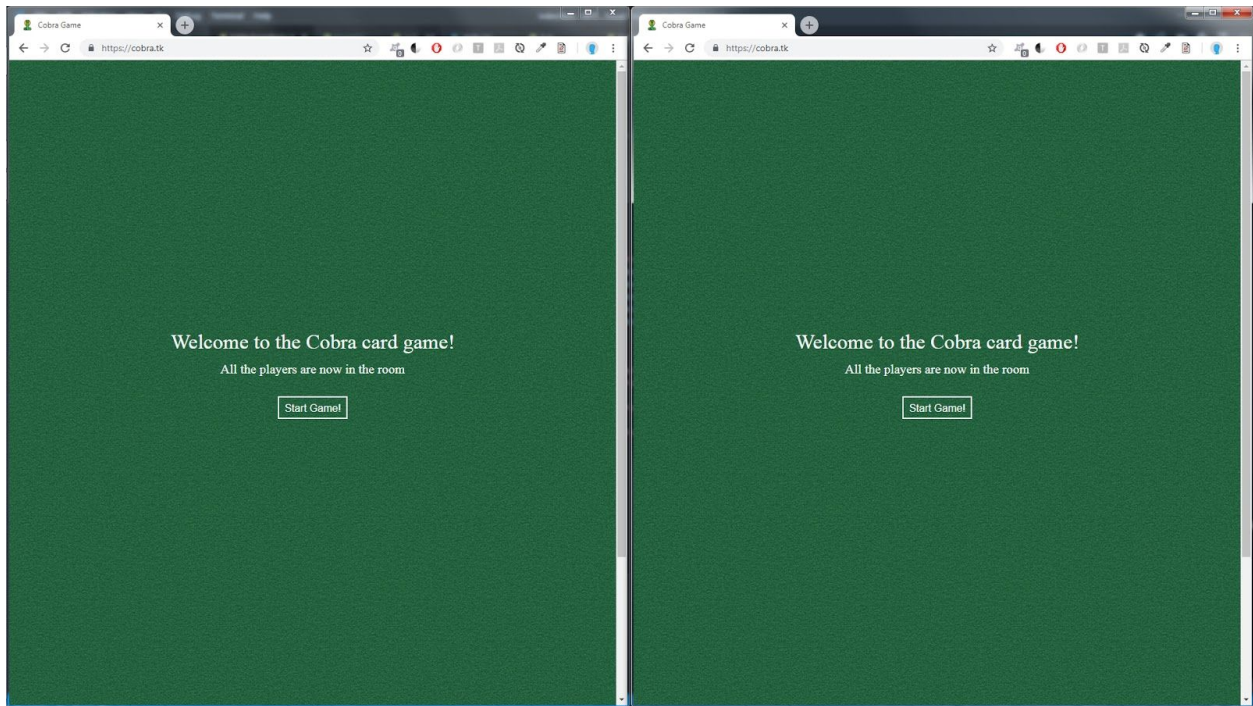 Cobra Game
https://cobra.tk
Welcome to the Cobra card game!
All the players are now in the room
Start Game!
Cobra Game
https://cobra.tk
Welcome to the Cobra card game!
All the players are now in the room
Start Game!